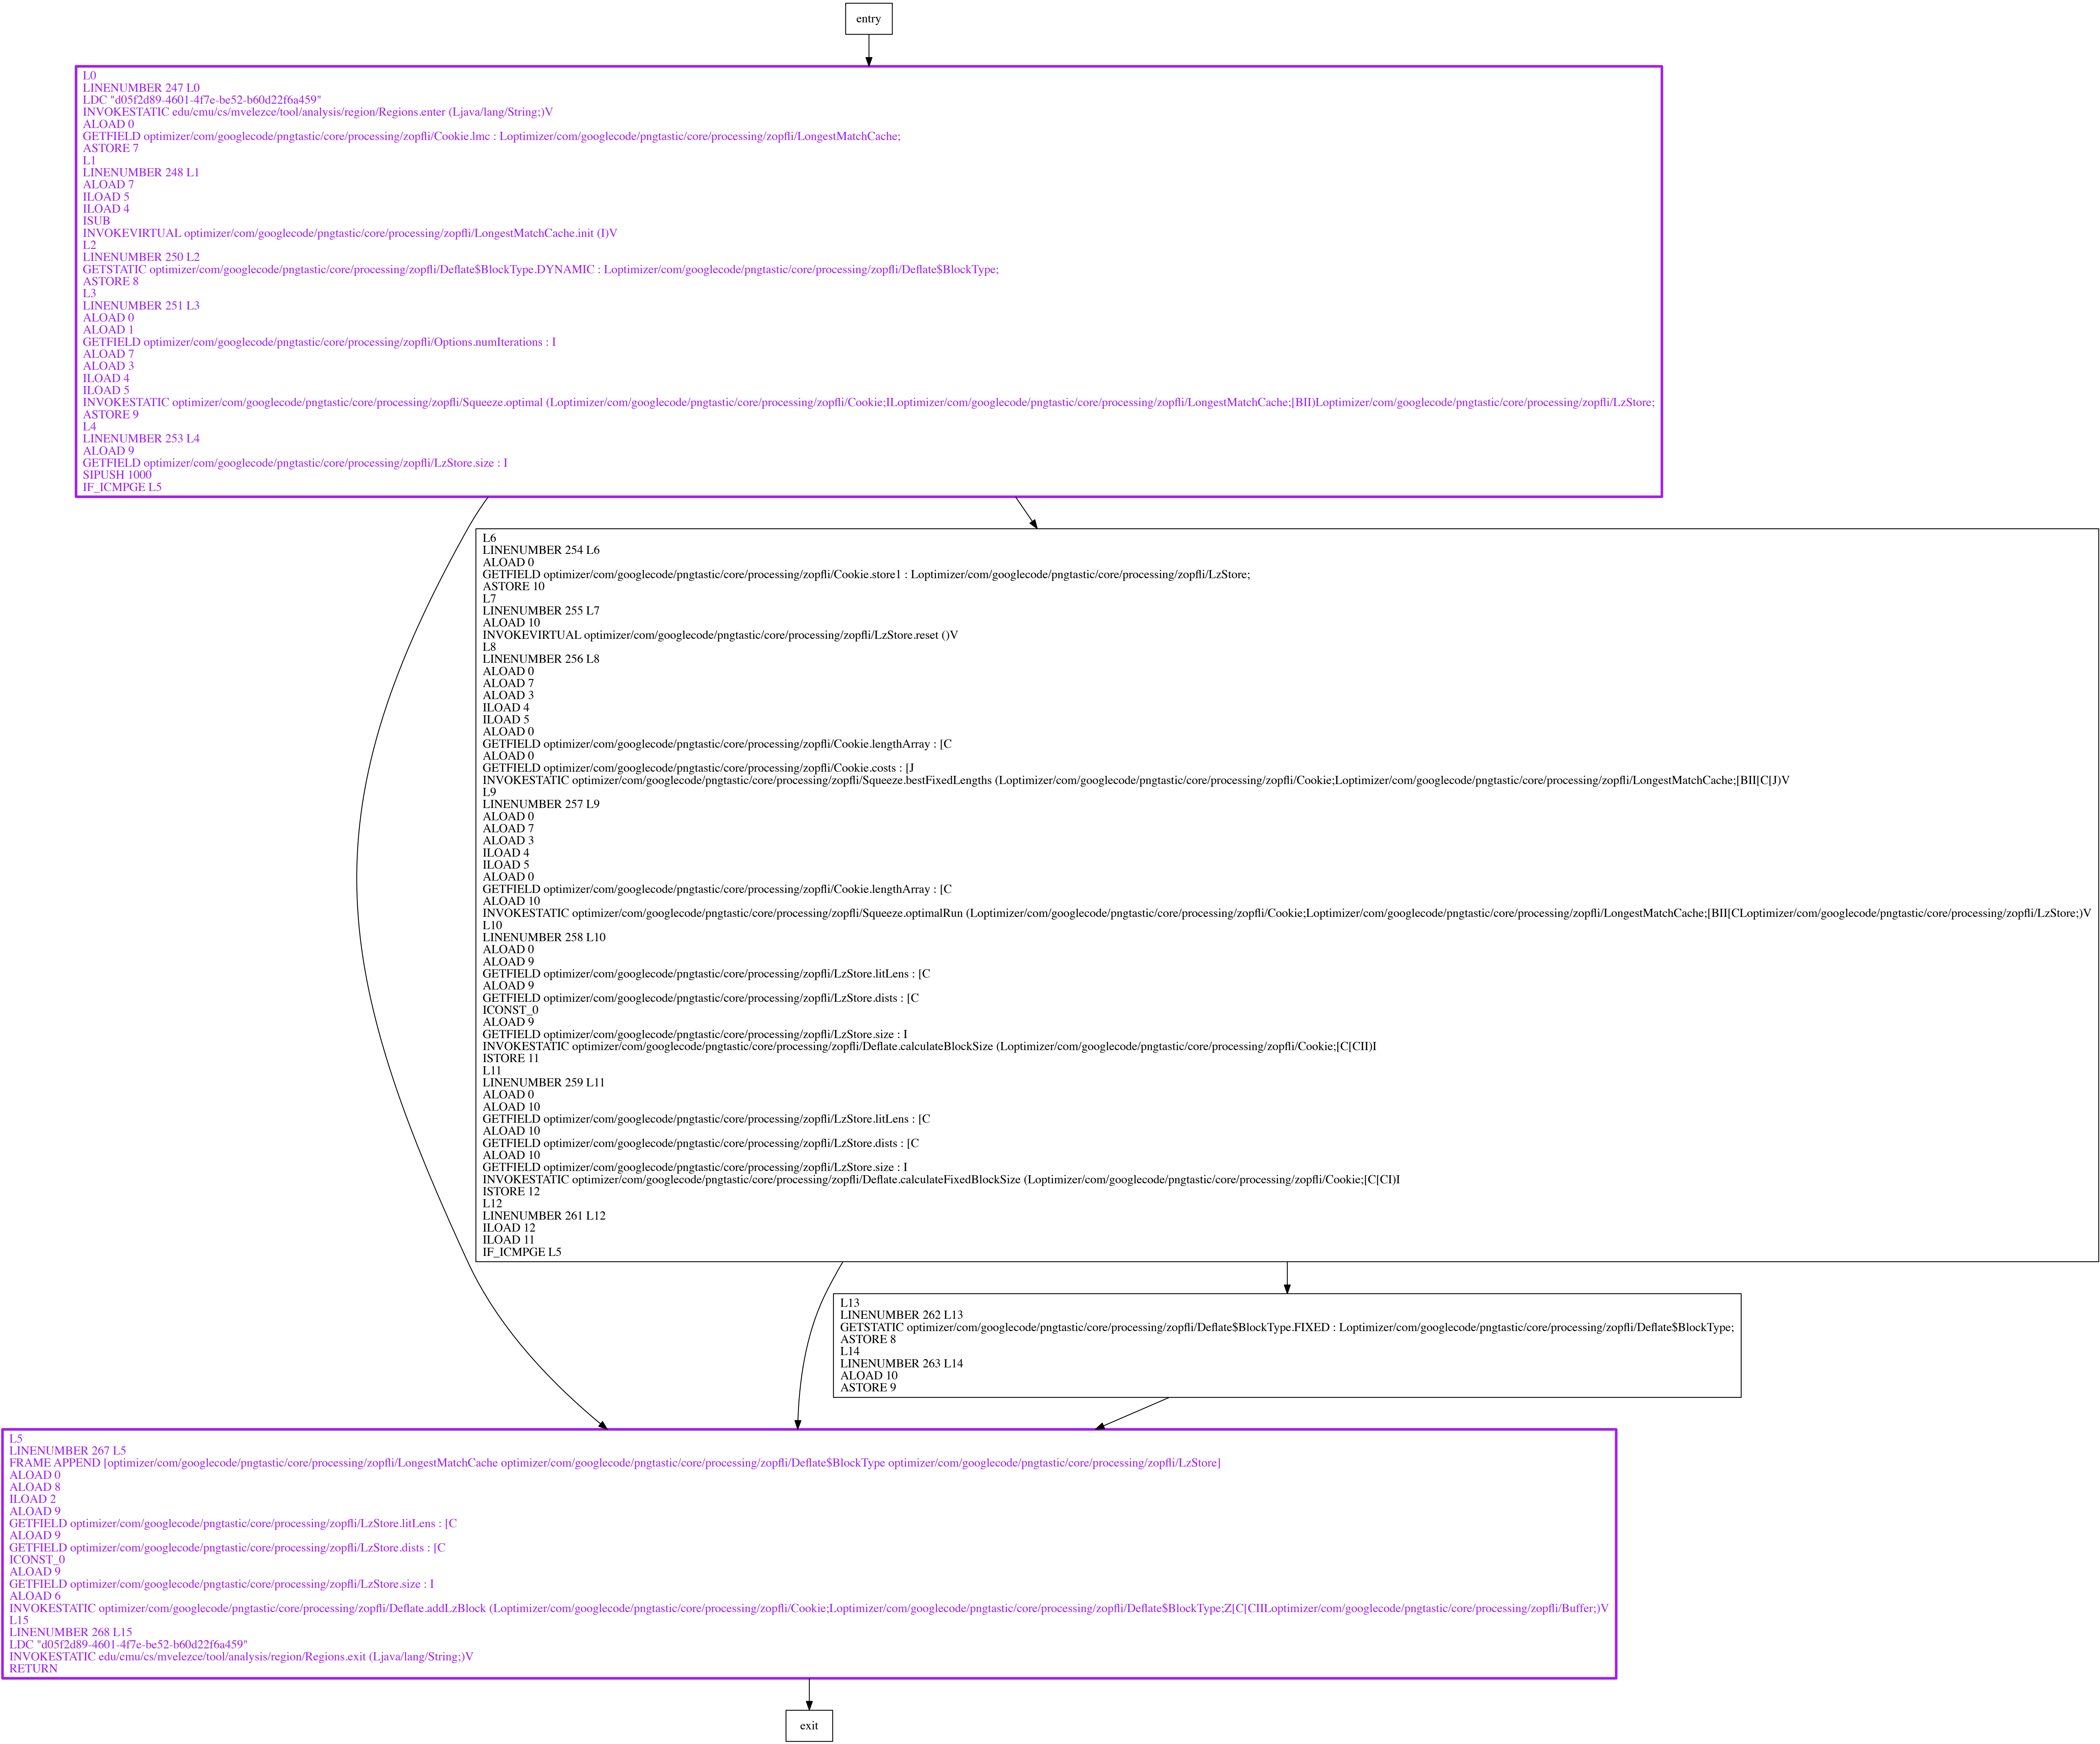 entry
L0
LINENUMBER 247 L0
LDC "d05f2d89-4601-4f7e-be52-b60d22f6a459"
INVOKESTATIC edu/cmu/cs/mvelezce/tool/analysis/region/Regions.enter (Ljava/lang/String;)V
ALOAD 0
GETFIELD optimizer/com/googlecode/pngtastic/core/processing/zopfli/Cookie.lmc : Loptimizer/com/googlecode/pngtastic/core/processing/zopfli/LongestMatchCache;
ASTORE 7
L1
LINENUMBER 248 L1
ALOAD 7
ILOAD 5
ILOAD 4
ISUB
INVOKEVIRTUAL optimizer/com/googlecode/pngtastic/core/processing/zopfli/LongestMatchCache.init (I)V
L2
LINENUMBER 250 L2
GETSTATIC optimizer/com/googlecode/pngtastic/core/processing/zopfli/Deflate$BlockType.DYNAMIC : Loptimizer/com/googlecode/pngtastic/core/processing/zopfli/Deflate$BlockType;
ASTORE 8
L3
LINENUMBER 251 L3
ALOAD 0
ALOAD 1
GETFIELD optimizer/com/googlecode/pngtastic/core/processing/zopfli/Options.numIterations : I
ALOAD 7
ALOAD 3
ILOAD 4
ILOAD 5
INVOKESTATIC optimizer/com/googlecode/pngtastic/core/processing/zopfli/Squeeze.optimal (Loptimizer/com/googlecode/pngtastic/core/processing/zopfli/Cookie;ILoptimizer/com/googlecode/pngtastic/core/processing/zopfli/LongestMatchCache;[BII)Loptimizer/com/googlecode/pngtastic/core/processing/zopfli/LzStore;
ASTORE 9
L4
LINENUMBER 253 L4
ALOAD 9
GETFIELD optimizer/com/googlecode/pngtastic/core/processing/zopfli/LzStore.size : I
SIPUSH 1000
IF_ICMPGE L5
L6
LINENUMBER 254 L6
ALOAD 0
GETFIELD optimizer/com/googlecode/pngtastic/core/processing/zopfli/Cookie.store1 : Loptimizer/com/googlecode/pngtastic/core/processing/zopfli/LzStore;
ASTORE 10
L7
LINENUMBER 255 L7
ALOAD 10
INVOKEVIRTUAL optimizer/com/googlecode/pngtastic/core/processing/zopfli/LzStore.reset ()V
L8
LINENUMBER 256 L8
ALOAD 0
ALOAD 7
ALOAD 3
ILOAD 4
ILOAD 5
ALOAD 0
GETFIELD optimizer/com/googlecode/pngtastic/core/processing/zopfli/Cookie.lengthArray : [C
ALOAD 0
GETFIELD optimizer/com/googlecode/pngtastic/core/processing/zopfli/Cookie.costs : [J
INVOKESTATIC optimizer/com/googlecode/pngtastic/core/processing/zopfli/Squeeze.bestFixedLengths (Loptimizer/com/googlecode/pngtastic/core/processing/zopfli/Cookie;Loptimizer/com/googlecode/pngtastic/core/processing/zopfli/LongestMatchCache;[BII[C[J)V
L9
LINENUMBER 257 L9
ALOAD 0
ALOAD 7
ALOAD 3
ILOAD 4
ILOAD 5
ALOAD 0
GETFIELD optimizer/com/googlecode/pngtastic/core/processing/zopfli/Cookie.lengthArray : [C
ALOAD 10
INVOKESTATIC optimizer/com/googlecode/pngtastic/core/processing/zopfli/Squeeze.optimalRun (Loptimizer/com/googlecode/pngtastic/core/processing/zopfli/Cookie;Loptimizer/com/googlecode/pngtastic/core/processing/zopfli/LongestMatchCache;[BII[CLoptimizer/com/googlecode/pngtastic/core/processing/zopfli/LzStore;)V
L10
LINENUMBER 258 L10
ALOAD 0
ALOAD 9
GETFIELD optimizer/com/googlecode/pngtastic/core/processing/zopfli/LzStore.litLens : [C
ALOAD 9
GETFIELD optimizer/com/googlecode/pngtastic/core/processing/zopfli/LzStore.dists : [C
ICONST_0
ALOAD 9
GETFIELD optimizer/com/googlecode/pngtastic/core/processing/zopfli/LzStore.size : I
INVOKESTATIC optimizer/com/googlecode/pngtastic/core/processing/zopfli/Deflate.calculateBlockSize (Loptimizer/com/googlecode/pngtastic/core/processing/zopfli/Cookie;[C[CII)I
ISTORE 11
L11
LINENUMBER 259 L11
ALOAD 0
ALOAD 10
GETFIELD optimizer/com/googlecode/pngtastic/core/processing/zopfli/LzStore.litLens : [C
ALOAD 10
GETFIELD optimizer/com/googlecode/pngtastic/core/processing/zopfli/LzStore.dists : [C
ALOAD 10
GETFIELD optimizer/com/googlecode/pngtastic/core/processing/zopfli/LzStore.size : I
INVOKESTATIC optimizer/com/googlecode/pngtastic/core/processing/zopfli/Deflate.calculateFixedBlockSize (Loptimizer/com/googlecode/pngtastic/core/processing/zopfli/Cookie;[C[CI)I
ISTORE 12
L12
LINENUMBER 261 L12
ILOAD 12
ILOAD 11
IF_ICMPGE L5
L13
LINENUMBER 262 L13
GETSTATIC optimizer/com/googlecode/pngtastic/core/processing/zopfli/Deflate$BlockType.FIXED : Loptimizer/com/googlecode/pngtastic/core/processing/zopfli/Deflate$BlockType;
ASTORE 8
L14
LINENUMBER 263 L14
ALOAD 10
ASTORE 9
L5
LINENUMBER 267 L5
FRAME APPEND [optimizer/com/googlecode/pngtastic/core/processing/zopfli/LongestMatchCache optimizer/com/googlecode/pngtastic/core/processing/zopfli/Deflate$BlockType optimizer/com/googlecode/pngtastic/core/processing/zopfli/LzStore]
ALOAD 0
ALOAD 8
ILOAD 2
ALOAD 9
GETFIELD optimizer/com/googlecode/pngtastic/core/processing/zopfli/LzStore.litLens : [C
ALOAD 9
GETFIELD optimizer/com/googlecode/pngtastic/core/processing/zopfli/LzStore.dists : [C
ICONST_0
ALOAD 9
GETFIELD optimizer/com/googlecode/pngtastic/core/processing/zopfli/LzStore.size : I
ALOAD 6
INVOKESTATIC optimizer/com/googlecode/pngtastic/core/processing/zopfli/Deflate.addLzBlock (Loptimizer/com/googlecode/pngtastic/core/processing/zopfli/Cookie;Loptimizer/com/googlecode/pngtastic/core/processing/zopfli/Deflate$BlockType;Z[C[CIILoptimizer/com/googlecode/pngtastic/core/processing/zopfli/Buffer;)V
L15
LINENUMBER 268 L15
LDC "d05f2d89-4601-4f7e-be52-b60d22f6a459"
INVOKESTATIC edu/cmu/cs/mvelezce/tool/analysis/region/Regions.exit (Ljava/lang/String;)V
RETURN
exit